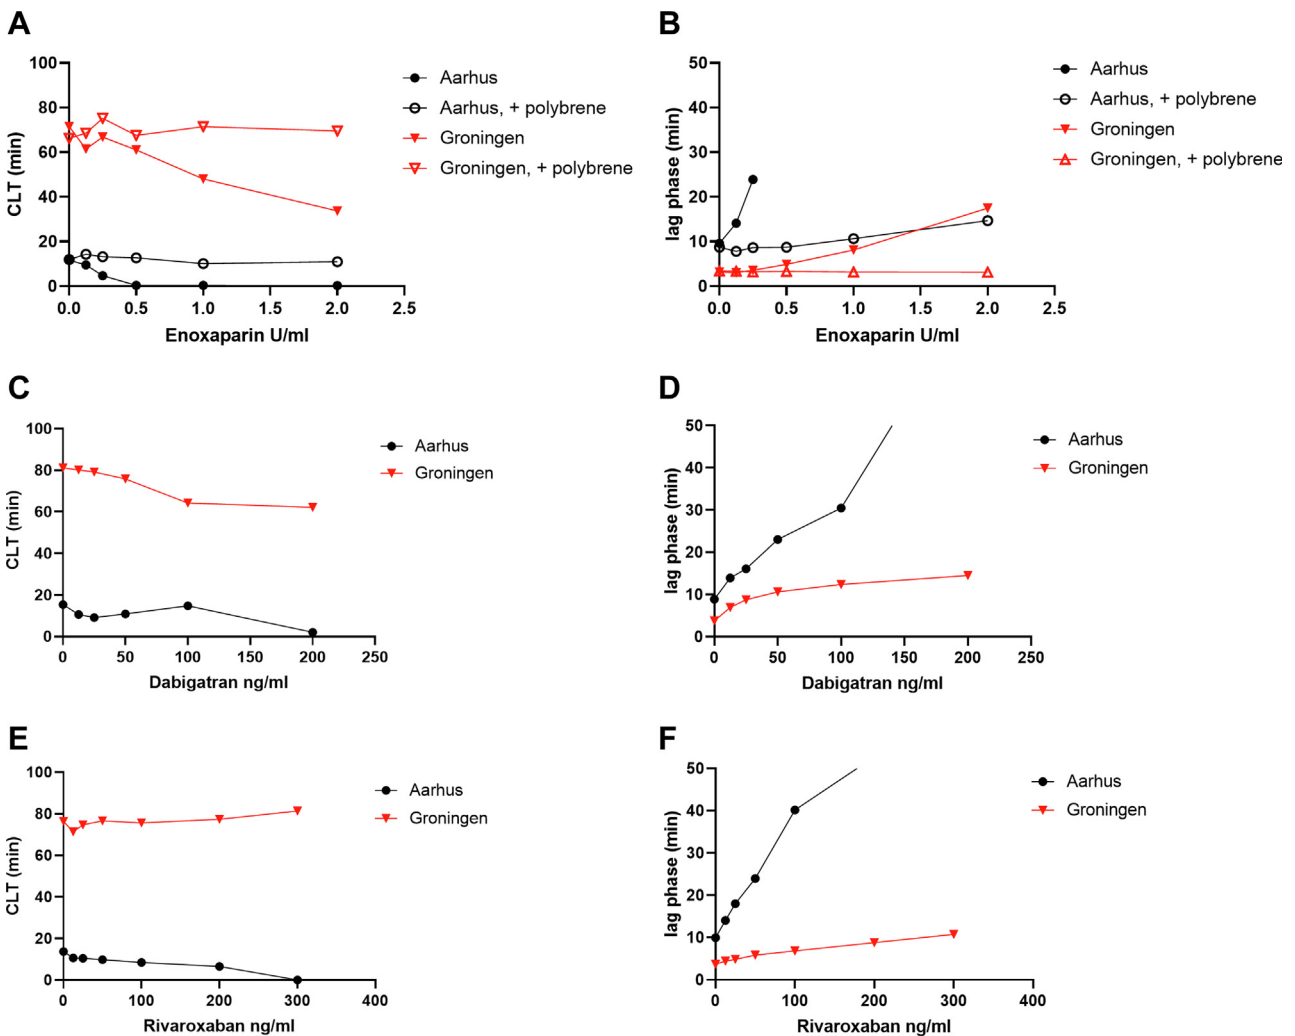 A
CLT (min)
100
80
60
40
20
0
0.0 0.5 1.0 1.5 2.0 2.5
Enoxaparin U/ml
Aarhus
Aarhus, + polybrene
Groningen
Groningen, + polybrene
B
lag phase (min)
50
40
30
20
10
0
0.0 0.5 1.0 1.5 2.0 2.5
Enoxaparin U/ml
Aarhus
Aarhus, + polybrene
Groningen
Groningen, + polybrene
C
CLT (min)
100
80
60
40
20
0
0 50 100 150 200 250
Dabigatran ng/ml
Aarhus
Groningen
D
lag phase (min)
50
40
30
20
10
0
0 50 100 150 200 250
Dabigatran ng/ml
Aarhus
Groningen
E
CLT (min)
100
80
60
40
20
0
0 100 200 300 400
Rivaroxaban ng/ml
Aarhus
Groningen
F
lag phase (min)
50
40
30
20
10
0
0 100 200 300 400
Rivaroxaban ng/ml
Aarhus
Groningen